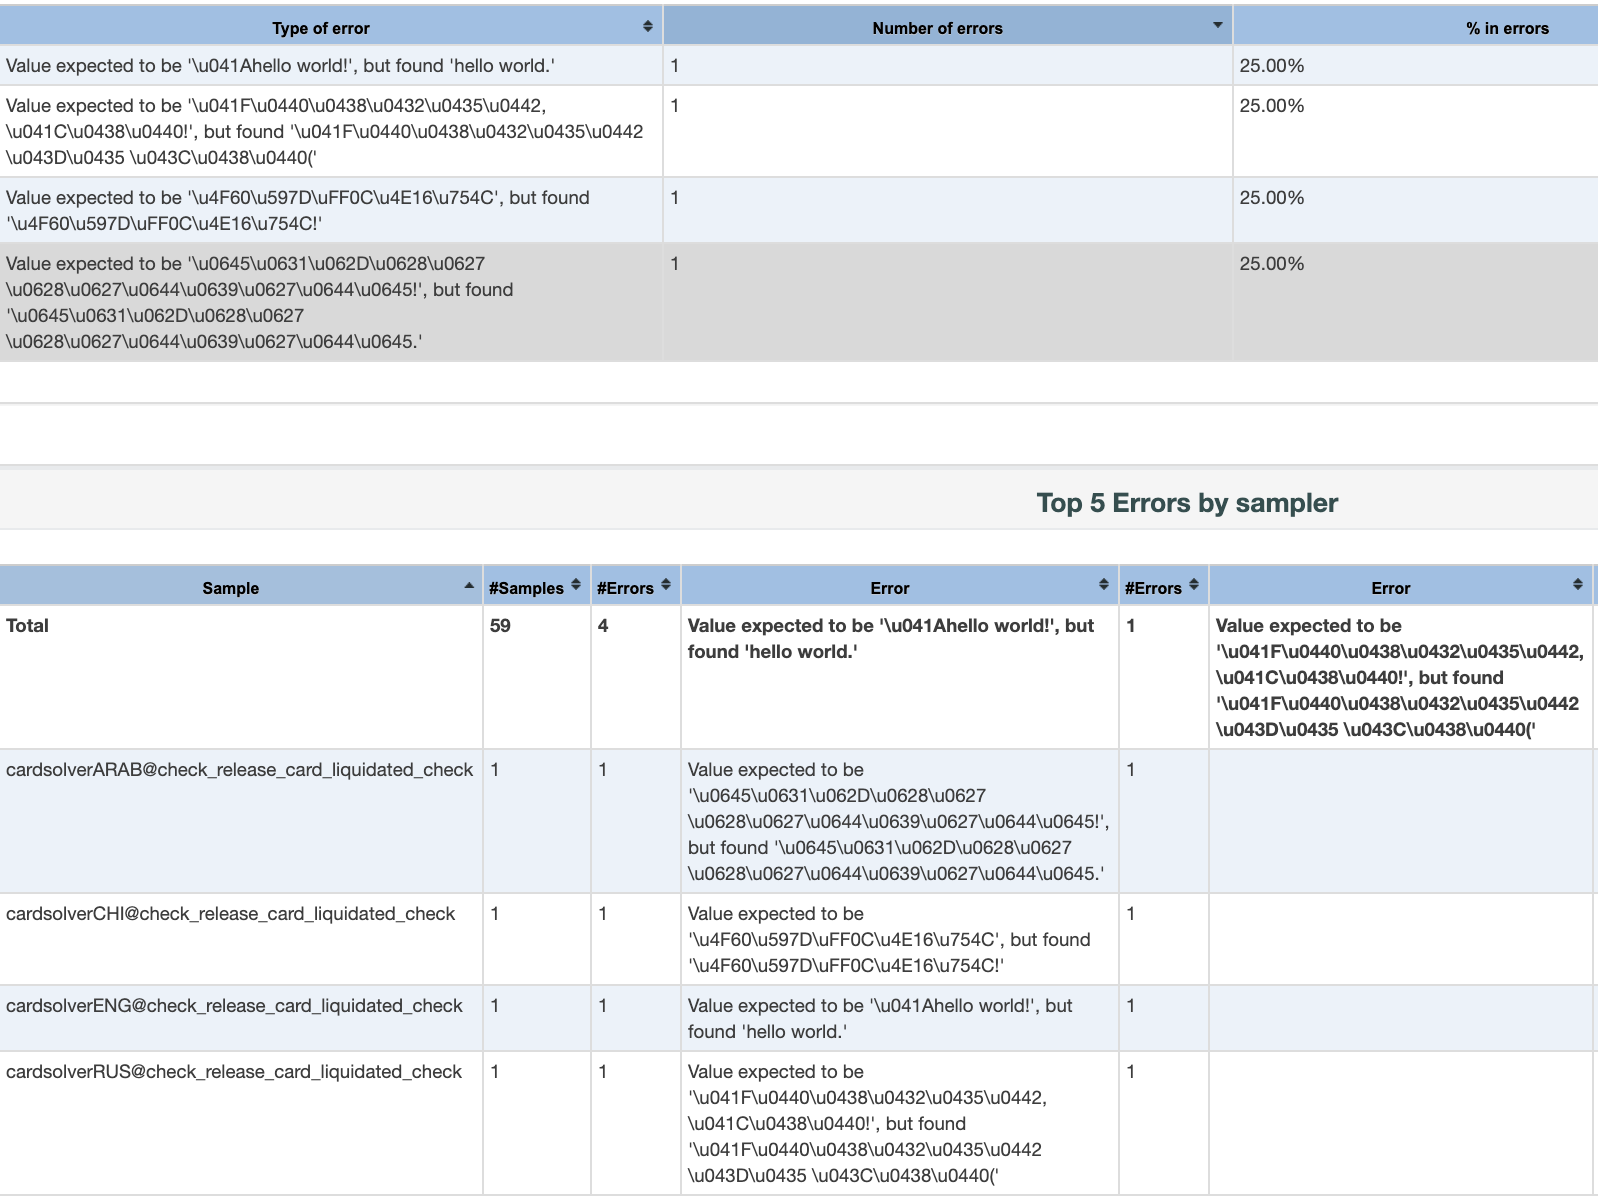 Type of error
Number of errors
% in errors
Value expected to be '\u041Ahello world!', but found 'hello world.'
1
25.00%
Value expected to be '\u041F\u0440\u0438\u0432\u0435\u0442,
\u041C\u0438\u0440!', but found '\u041F\u0440\u0438\u0432\u0435\u0442
\u043D\u0435 \u043C\u0438\u0440('
1
25.00%
Value expected to be '\u4F60\u597D\uFF0C\u4E16\u754C', but found
'\u4F60\u597D\uFF0C\u4E16\u754C!'
1
25.00%
Value expected to be '\u0645\u0631\u062D\u0628\u0627
\u0628\u0627\u0644\u0639\u0627\u0644\u0645!', but found
'\u0645\u0631\u062D\u0628\u0627
\u0628\u0627\u0644\u0639\u0627\u0644\u0645.'
1
25.00%
Top 5 Errors by sampler
Sample
#Samples
#Errors
Error
#Errors
Error
Total
59
4
Value expected to be '\u041Ahello world!', but
found 'hello world.'
1
Value expected to be
'\u041F\u0440\u0438\u0432\u0435\u0442,
\u041C\u0438\u0440!', but found
'\u041F\u0440\u0438\u0432\u0435\u0442
\u043D\u0435 \u043C\u0438\u0440('
cardsolverARAB@check_release_card_liquidated_check
1
1
Value expected to be
'\u0645\u0631\u062D\u0628\u0627
\u0628\u0627\u0644\u0639\u0627\u0644\u0645!',
but found '\u0645\u0631\u062D\u0628\u0627
\u0628\u0627\u0644\u0639\u0627\u0644\u0645.'
1
cardsolverCHI@check_release_card_liquidated_check
1
1
Value expected to be
'\u4F60\u597D\uFF0C\u4E16\u754C', but found
'\u4F60\u597D\uFF0C\u4E16\u754C!'
1
cardsolverENG@check_release_card_liquidated_check
1
1
Value expected to be '\u041Ahello world!', but
found 'hello world.'
1
cardsolverRUS@check_release_card_liquidated_check
1
1
Value expected to be
'\u041F\u0440\u0438\u0432\u0435\u0442,
\u041C\u0438\u0440!', but found
'\u041F\u0440\u0438\u0432\u0435\u0442
\u043D\u0435 \u043C\u0438\u0440('
1